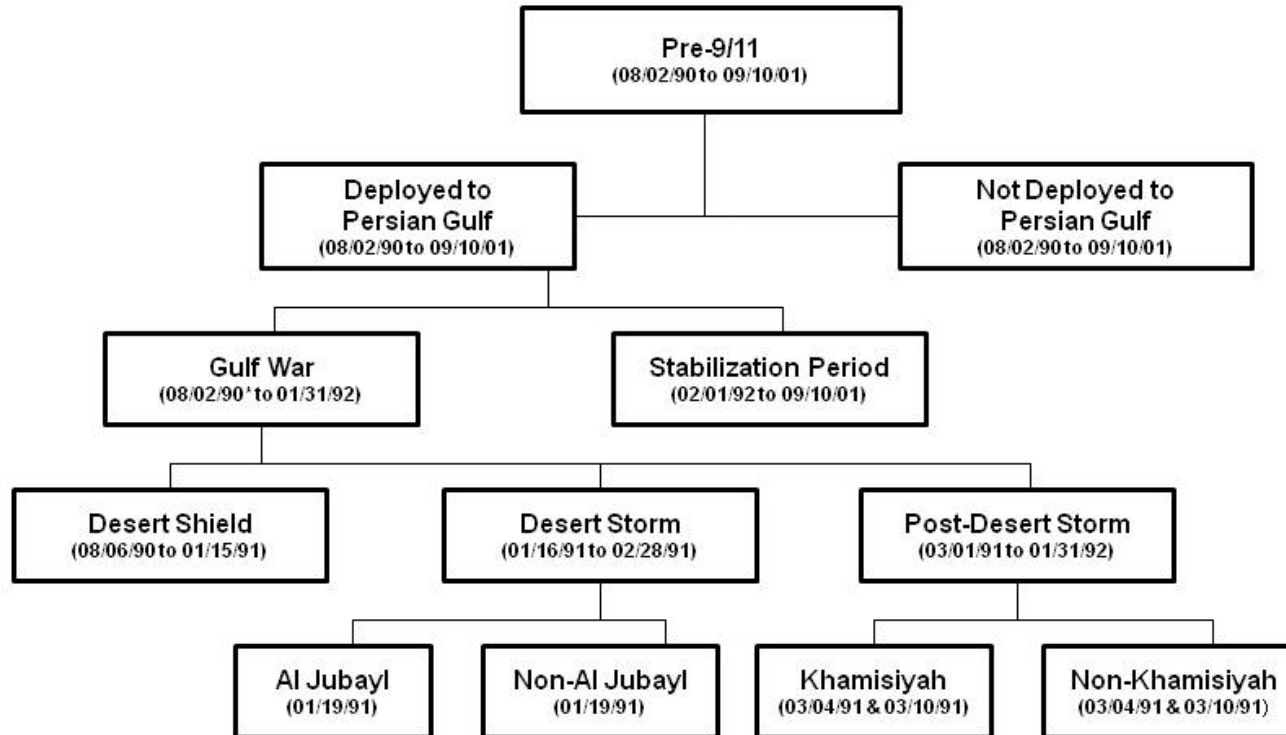 Pre-9/11
(08/02/90 to 09/10/01)
Deployed to
Persian Gulf
(08/02/90 to 09/10/01)
Not Deployed to
Persian Gulf
(08/02/90 to 09/10/01)
Gulf War
(08/02/90* to 01/31/92)
Stabilization Period
(02/01/92 to 09/10/01)
Desert Shield
(08/06/90 to 01/15/91)
Desert Storm
(01/16/91 to 02/28/91)
Post-Desert Storm
(03/01/91 to 01/31/92)
Al Jubayl
(01/19/91)
Non-Al Jubayl
(01/19/91)
Khamisiyah
(03/04/91 & 03/10/91)
Non-Khamisiyah
(03/04/91 & 03/10/91)